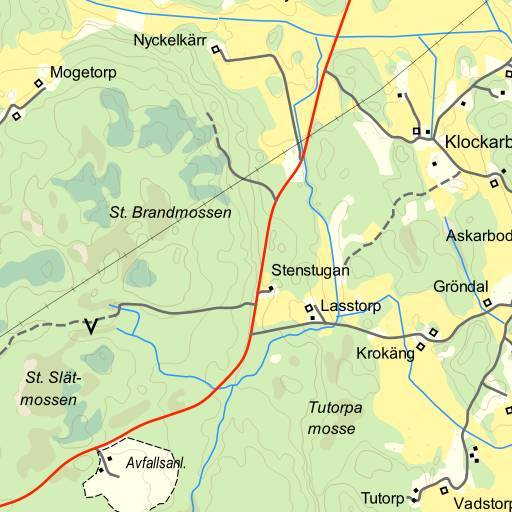 Nyckelkärr
Mogetorp
Klockarb
St. Brandmossen
Askarbod
Stenstugan
Gröndal
Lasstorp
Krokäng
St. Slät-
mossen
Tutorpa
mosse
Avfallsanl.
Tutorp
Vadstorp